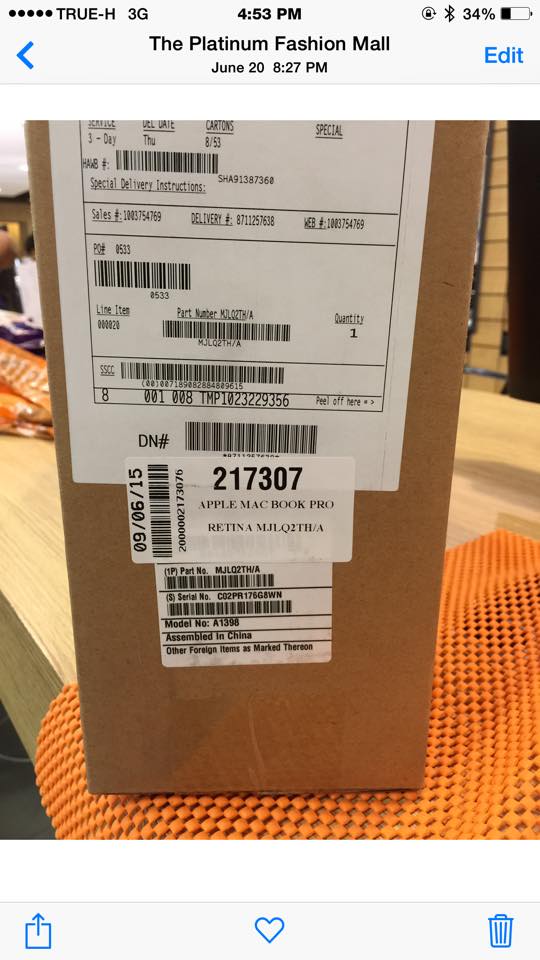 TRUE-H 3G 4:53 PM 34%
The Platinum Fashion Mall
June 20 8:27 PM
Edit
SERVICE DEL DATE CARTONS SPECIAL
3 - Day Thu 8/53
HAWB #:
SHA91387360
Special Delivery Instructions:
Sales #:1003754769 DELIVERY #: 8711257638 WEB #:1003754769
PO# 0533
0533
Line Item Part Number MJLQ2TH/A Quantity
000020 1
MJLQ2TH/A
SSCC
(00)007189082884809615
8 001 008 TMP1023229356 Peel off here =>
DN#
*8711257638*
09/06/15
2000002173076
217307
APPLE MAC BOOK PRO
RETINA MJLQ2TH/A
(1P) Part No. MJLQ2TH/A
(S) Serial No. C02PR176G8WN
Model No: A1398
Assembled in China
Other Foreign Items as Marked Thereon